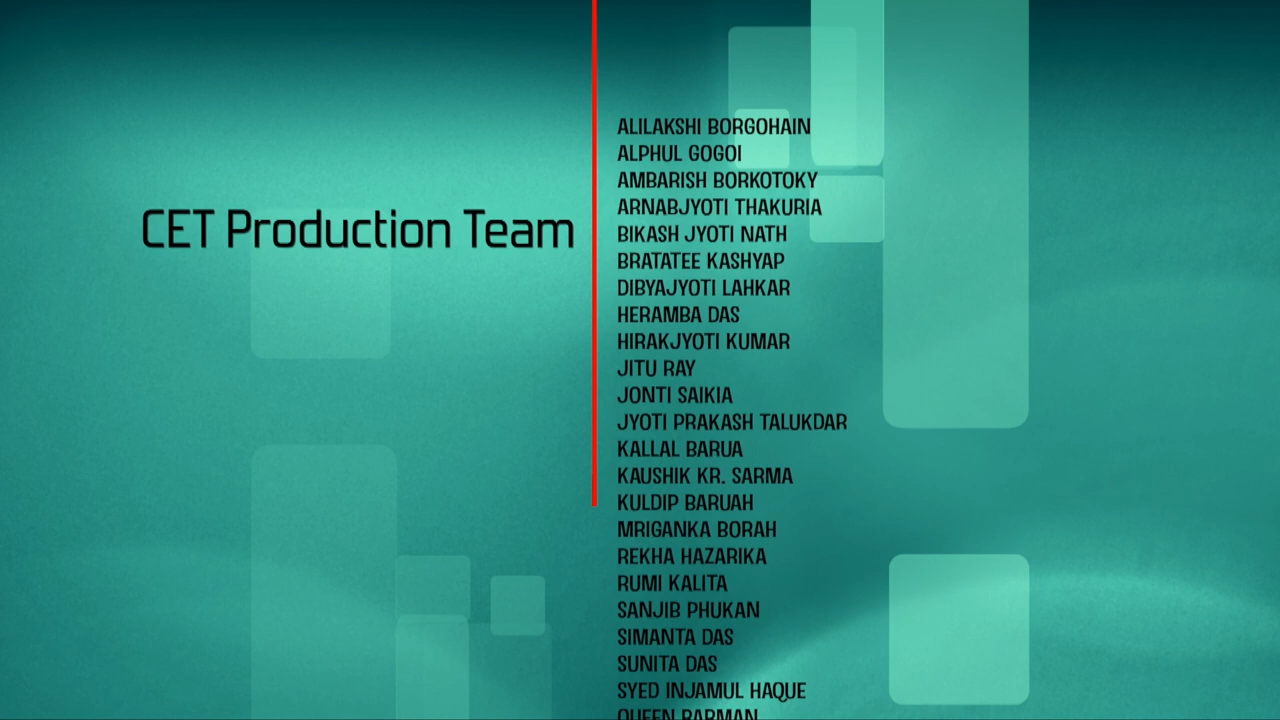 CET Production Team
ALILAKSHI BORGOHAIN
ALPHUL GOGOI
AMBARISH BORKOTOKY
ARNABJYOTI THAKURIA
BIKASH JYOTI NATH
BRATATEE KASHYAP
DIBYAJYOTI LAHKAR
HERAMBA DAS
HIRAKJYOTI KUMAR
JITU RAY
JONTI SAIKIA
JYOTI PRAKASH TALUKDAR
KALLAL BARUA
KAUSHIK KR. SARMA
KULDIP BARUAH
MRIGANKA BORAH
REKHA HAZARIKA
RUMI KALITA
SANJIB PHUKAN
SIMANTA DAS
SUNITA DAS
SYED INJAMUL HAQUE
QUEEN